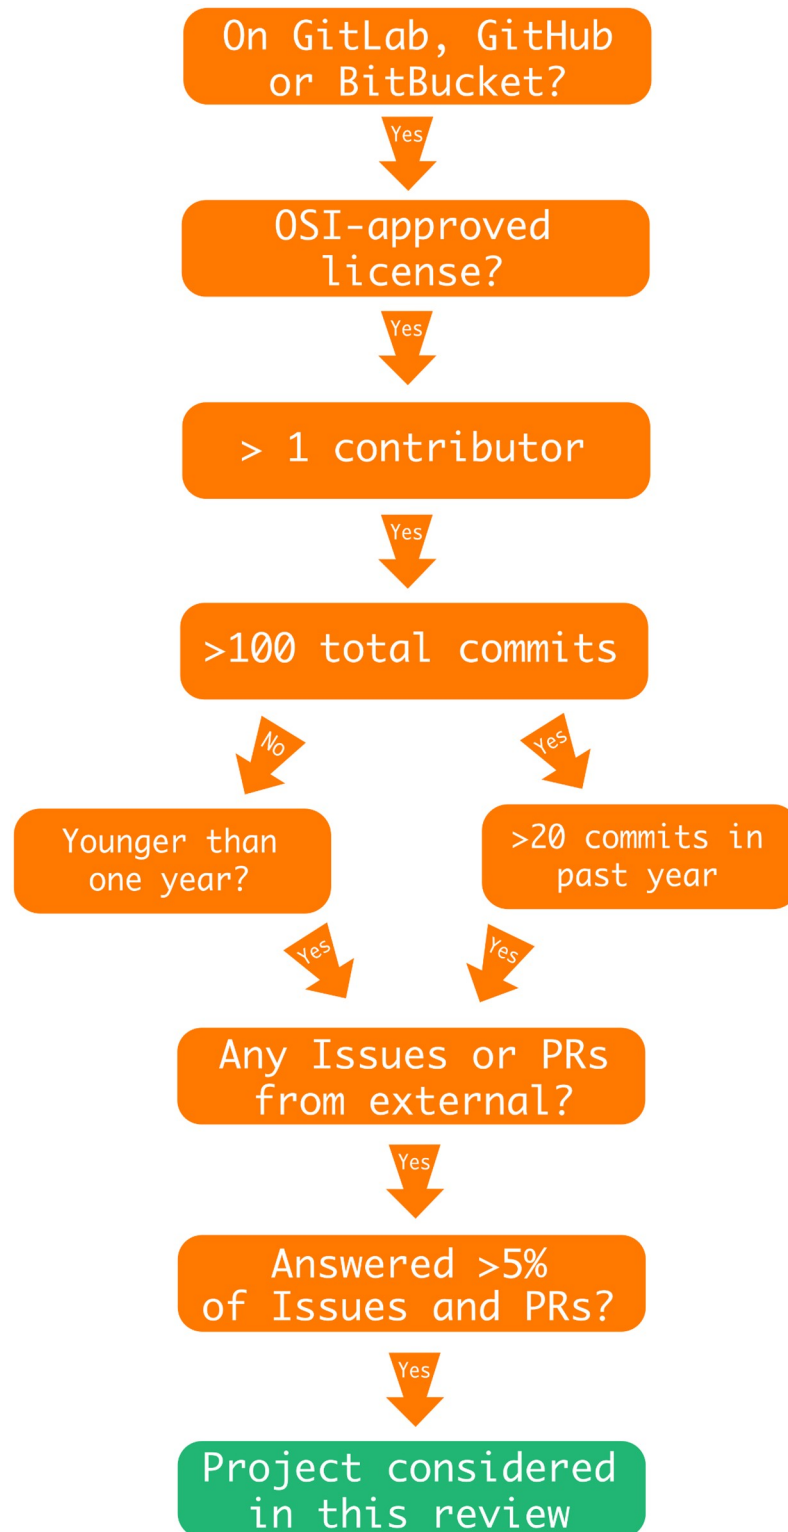 On GitLab, GitHub
or BitBucket?
Yes
OSI-approved
license?
Yes
> 1 contributor
Yes
>100 total commits
No
Yes
Younger than
one year?
>20 commits in
past year
Yes
Yes
Any Issues or PRs
from external?
Yes
Answered >5%
of Issues and PRs?
Yes
Project considered
in this review